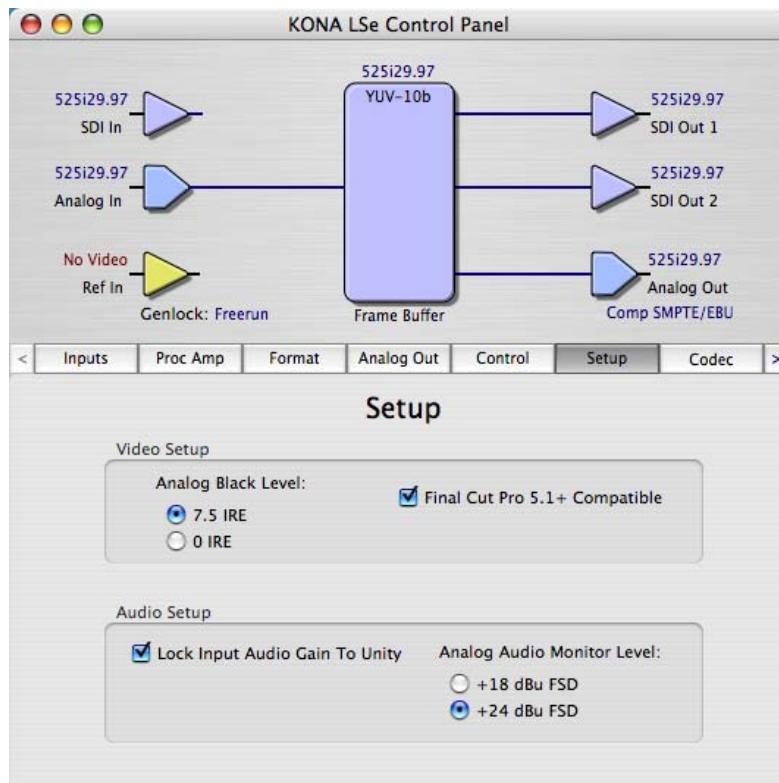 KONA LSe Control Panel
525i29.97
YUV-10b
525i29.97
SDI In
525i29.97
SDI Out 1
525i29.97
Analog In
525i29.97
SDI Out 2
No Video
Ref In
525i29.97
Analog Out
Genlock: Freerun
Frame Buffer
Comp SMPTE/EBU
< Inputs Proc Amp Format Analog Out Control Setup Codec >
Setup
Video Setup
Analog Black Level:
Final Cut Pro 5.1+ Compatible
7.5 IRE
0 IRE
Audio Setup
Lock Input Audio Gain To Unity
Analog Audio Monitor Level:
+18 dBu FSD
+24 dBu FSD